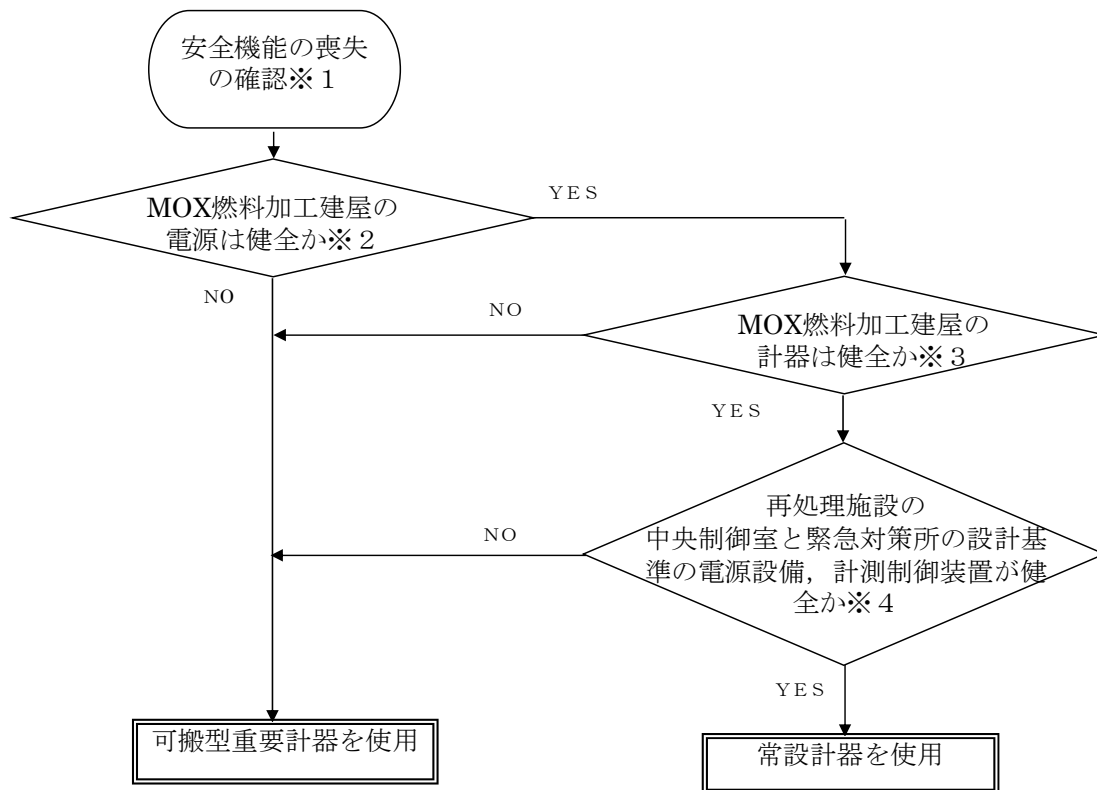 安全機能の喪失
の確認※１
MOX燃料加工建屋の
電源は健全か※２
YES
NO
MOX燃料加工建屋の
計器は健全か※３
NO
YES
再処理施設の
中央制御室と緊急対策所の設計基
準の電源設備，計測制御装置が健
全か※４
NO
YES
可搬型重要計器を使用
常設計器を使用